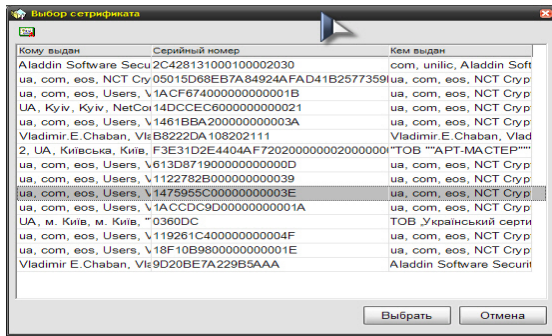 Выбор сетрификата
Кому выдан Серийный номер Кем выдан
Aladdin Software Secu 2C428131000100002030 com, unilic, Aladdin Soft
ua, com, eos, NCT Cry 05015D68EB7A84924AFAD41B2577359 ua, com, eos, NCT Cryp
ua, com, eos, Users, V 1ACF674000000000001B ua, com, eos, NCT Cryp
UA, Kyiv, Kyiv, NetCo 14DCCEC6000000000021 ua, com, eos, NCT Cryp
ua, com, eos, Users, V 1461BBA200000000003A ua, com, eos, NCT Cryp
Vladimir.E.Chaban, Vla B8222DA108202111 Vladimir.E.Chaban, Vlad
2, UA, Київська, Київ, F3E31D2E4404AF7202000000020000000 "ТОВ ""АРТ-МАСТЕР""
ua, com, eos, Users, V 613D871900000000000D ua, com, eos, NCT Cryp
ua, com, eos, Users, V 1122782B000000000039 ua, com, eos, NCT Cryp
ua, com, eos, Users, V 1475955C00000000003E ua, com, eos, NCT Cryp
ua, com, eos, Users, V 1ACCDC9D00000000001A ua, com, eos, NCT Cryp
UA, м. Київ, м. Київ, " 0360DC ТОВ „Український серти
ua, com, eos, Users, V 119261C400000000004F ua, com, eos, NCT Cryp
ua, com, eos, Users, V 18F10B9800000000001E ua, com, eos, NCT Cryp
Vladimir E.Chaban, Vla 9D20BE7A229B5AAA Aladdin Software Securit
Выбрать Отмена